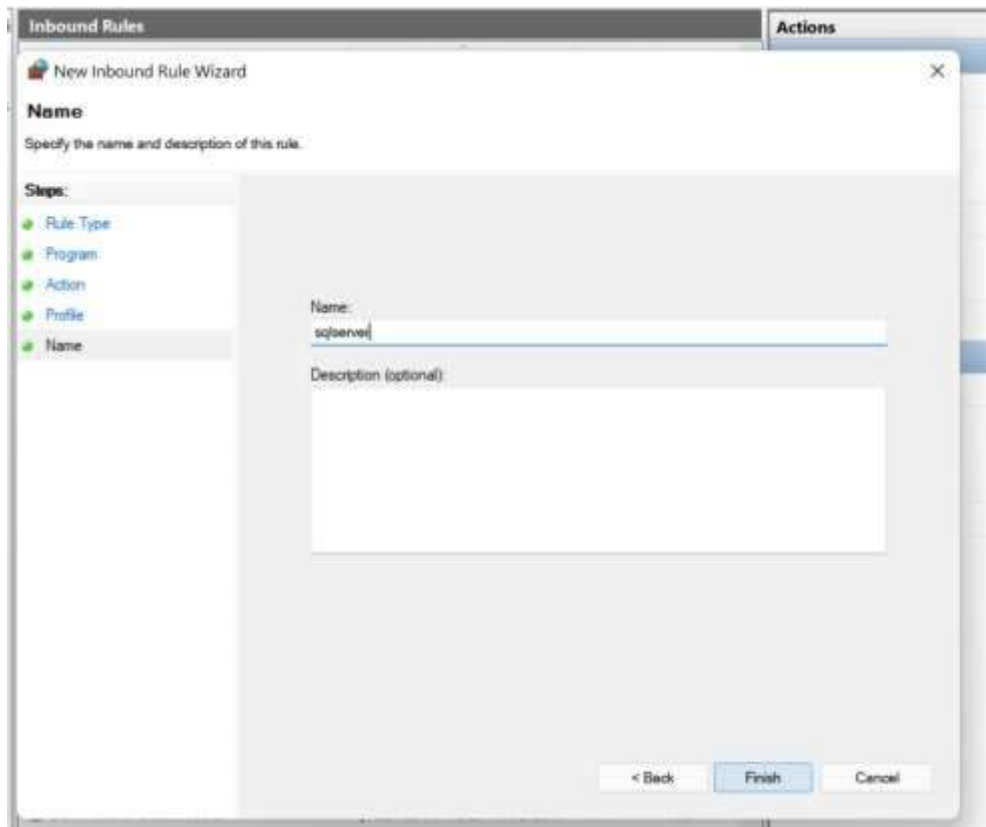 Inbound Rules
Actions
New Inbound Rule Wizard
Name
Specify the name and description of this rule.
Steps:
Rule Type
Program
Action
Profile
Name
Name:
sqlserver
Description (optional):
< Back
Finish
Cancel